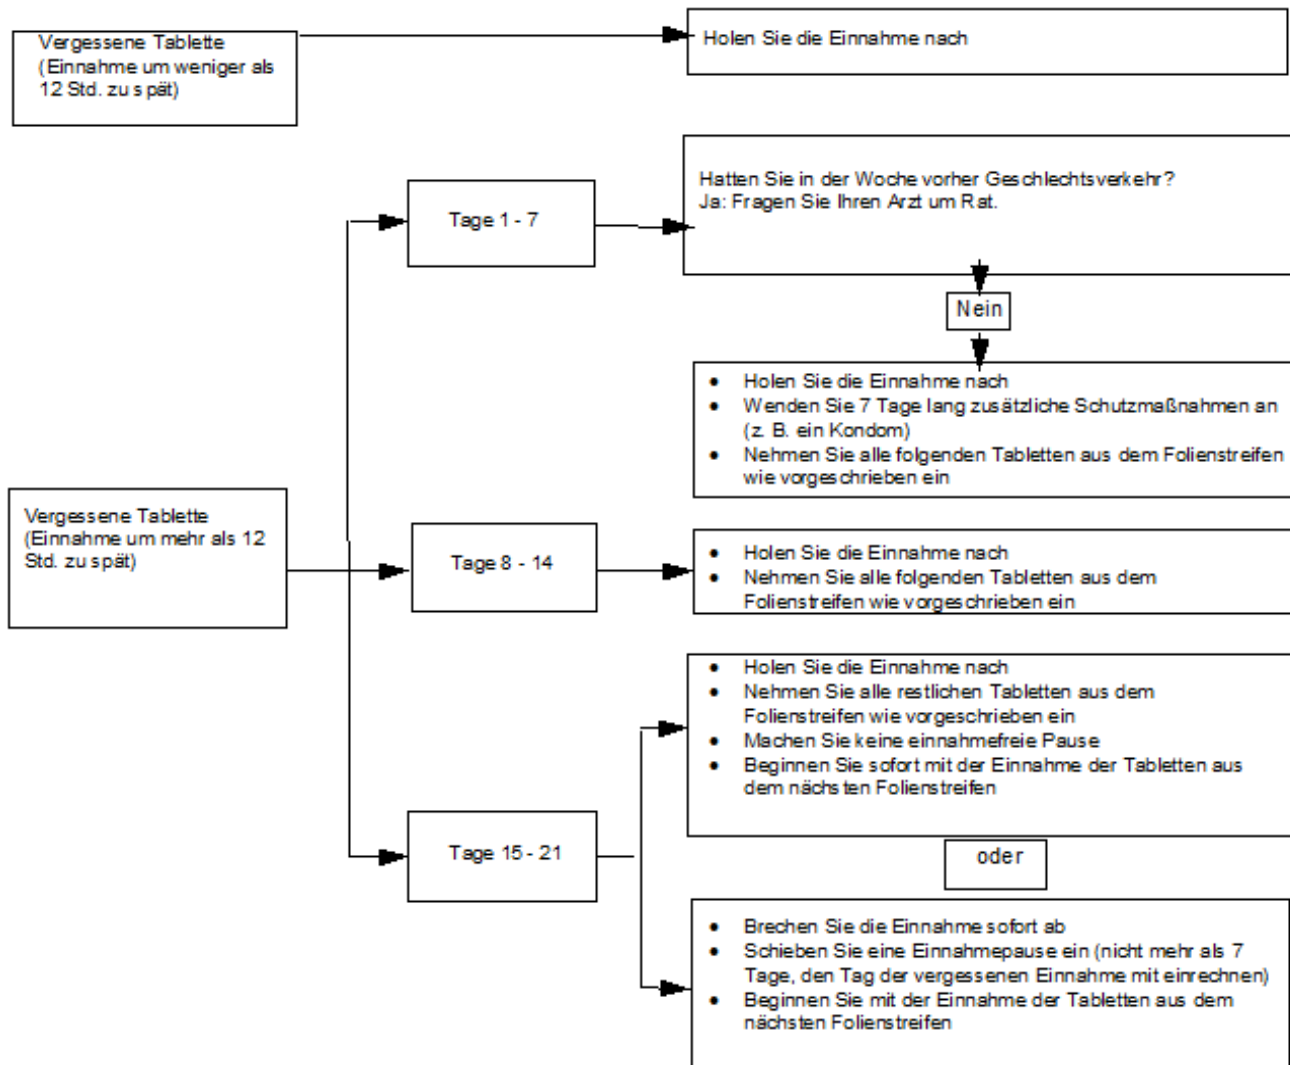 Vergessene Tablette
(Einnahme um weniger als
12 Std. zu spät)
Holen Sie die Einnahme nach
Tage 1 - 7
Hatten Sie in der Woche vorher Geschlechtsverkehr?
Ja: Fragen Sie Ihren Arzt um Rat.
Nein
• Holen Sie die Einnahme nach
• Wenden Sie 7 Tage lang zusätzliche Schutzmaßnahmen an
(z. B. ein Kondom)
• Nehmen Sie alle folgenden Tabletten aus dem Folienstreifen
wie vorgeschrieben ein
Vergessene Tablette
(Einnahme um mehr als 12
Std. zu spät)
Tage 8 - 14
• Holen Sie die Einnahme nach
• Nehmen Sie alle folgenden Tabletten aus dem
Folienstreifen wie vorgeschrieben ein
Tage 15 - 21
• Holen Sie die Einnahme nach
• Nehmen Sie alle restlichen Tabletten aus dem
Folienstreifen wie vorgeschrieben ein
• Machen Sie keine einnahmefreie Pause
• Beginnen Sie sofort mit der Einnahme der Tabletten aus
dem nächsten Folienstreifen
oder
• Brechen Sie die Einnahme sofort ab
• Schieben Sie eine Einnahmepause ein (nicht mehr als 7
Tage, den Tag der vergessenen Einnahme mit einrechnen)
• Beginnen Sie mit der Einnahme der Tabletten aus dem
nächsten Folienstreifen